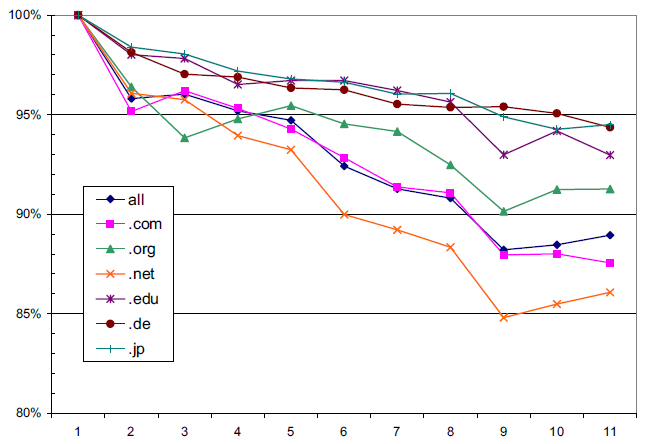 100%
95%
90%
85%
80%
all
.com
.org
.net
.edu
.de
.jp
1 2 3 4 5 6 7 8 9 10 11